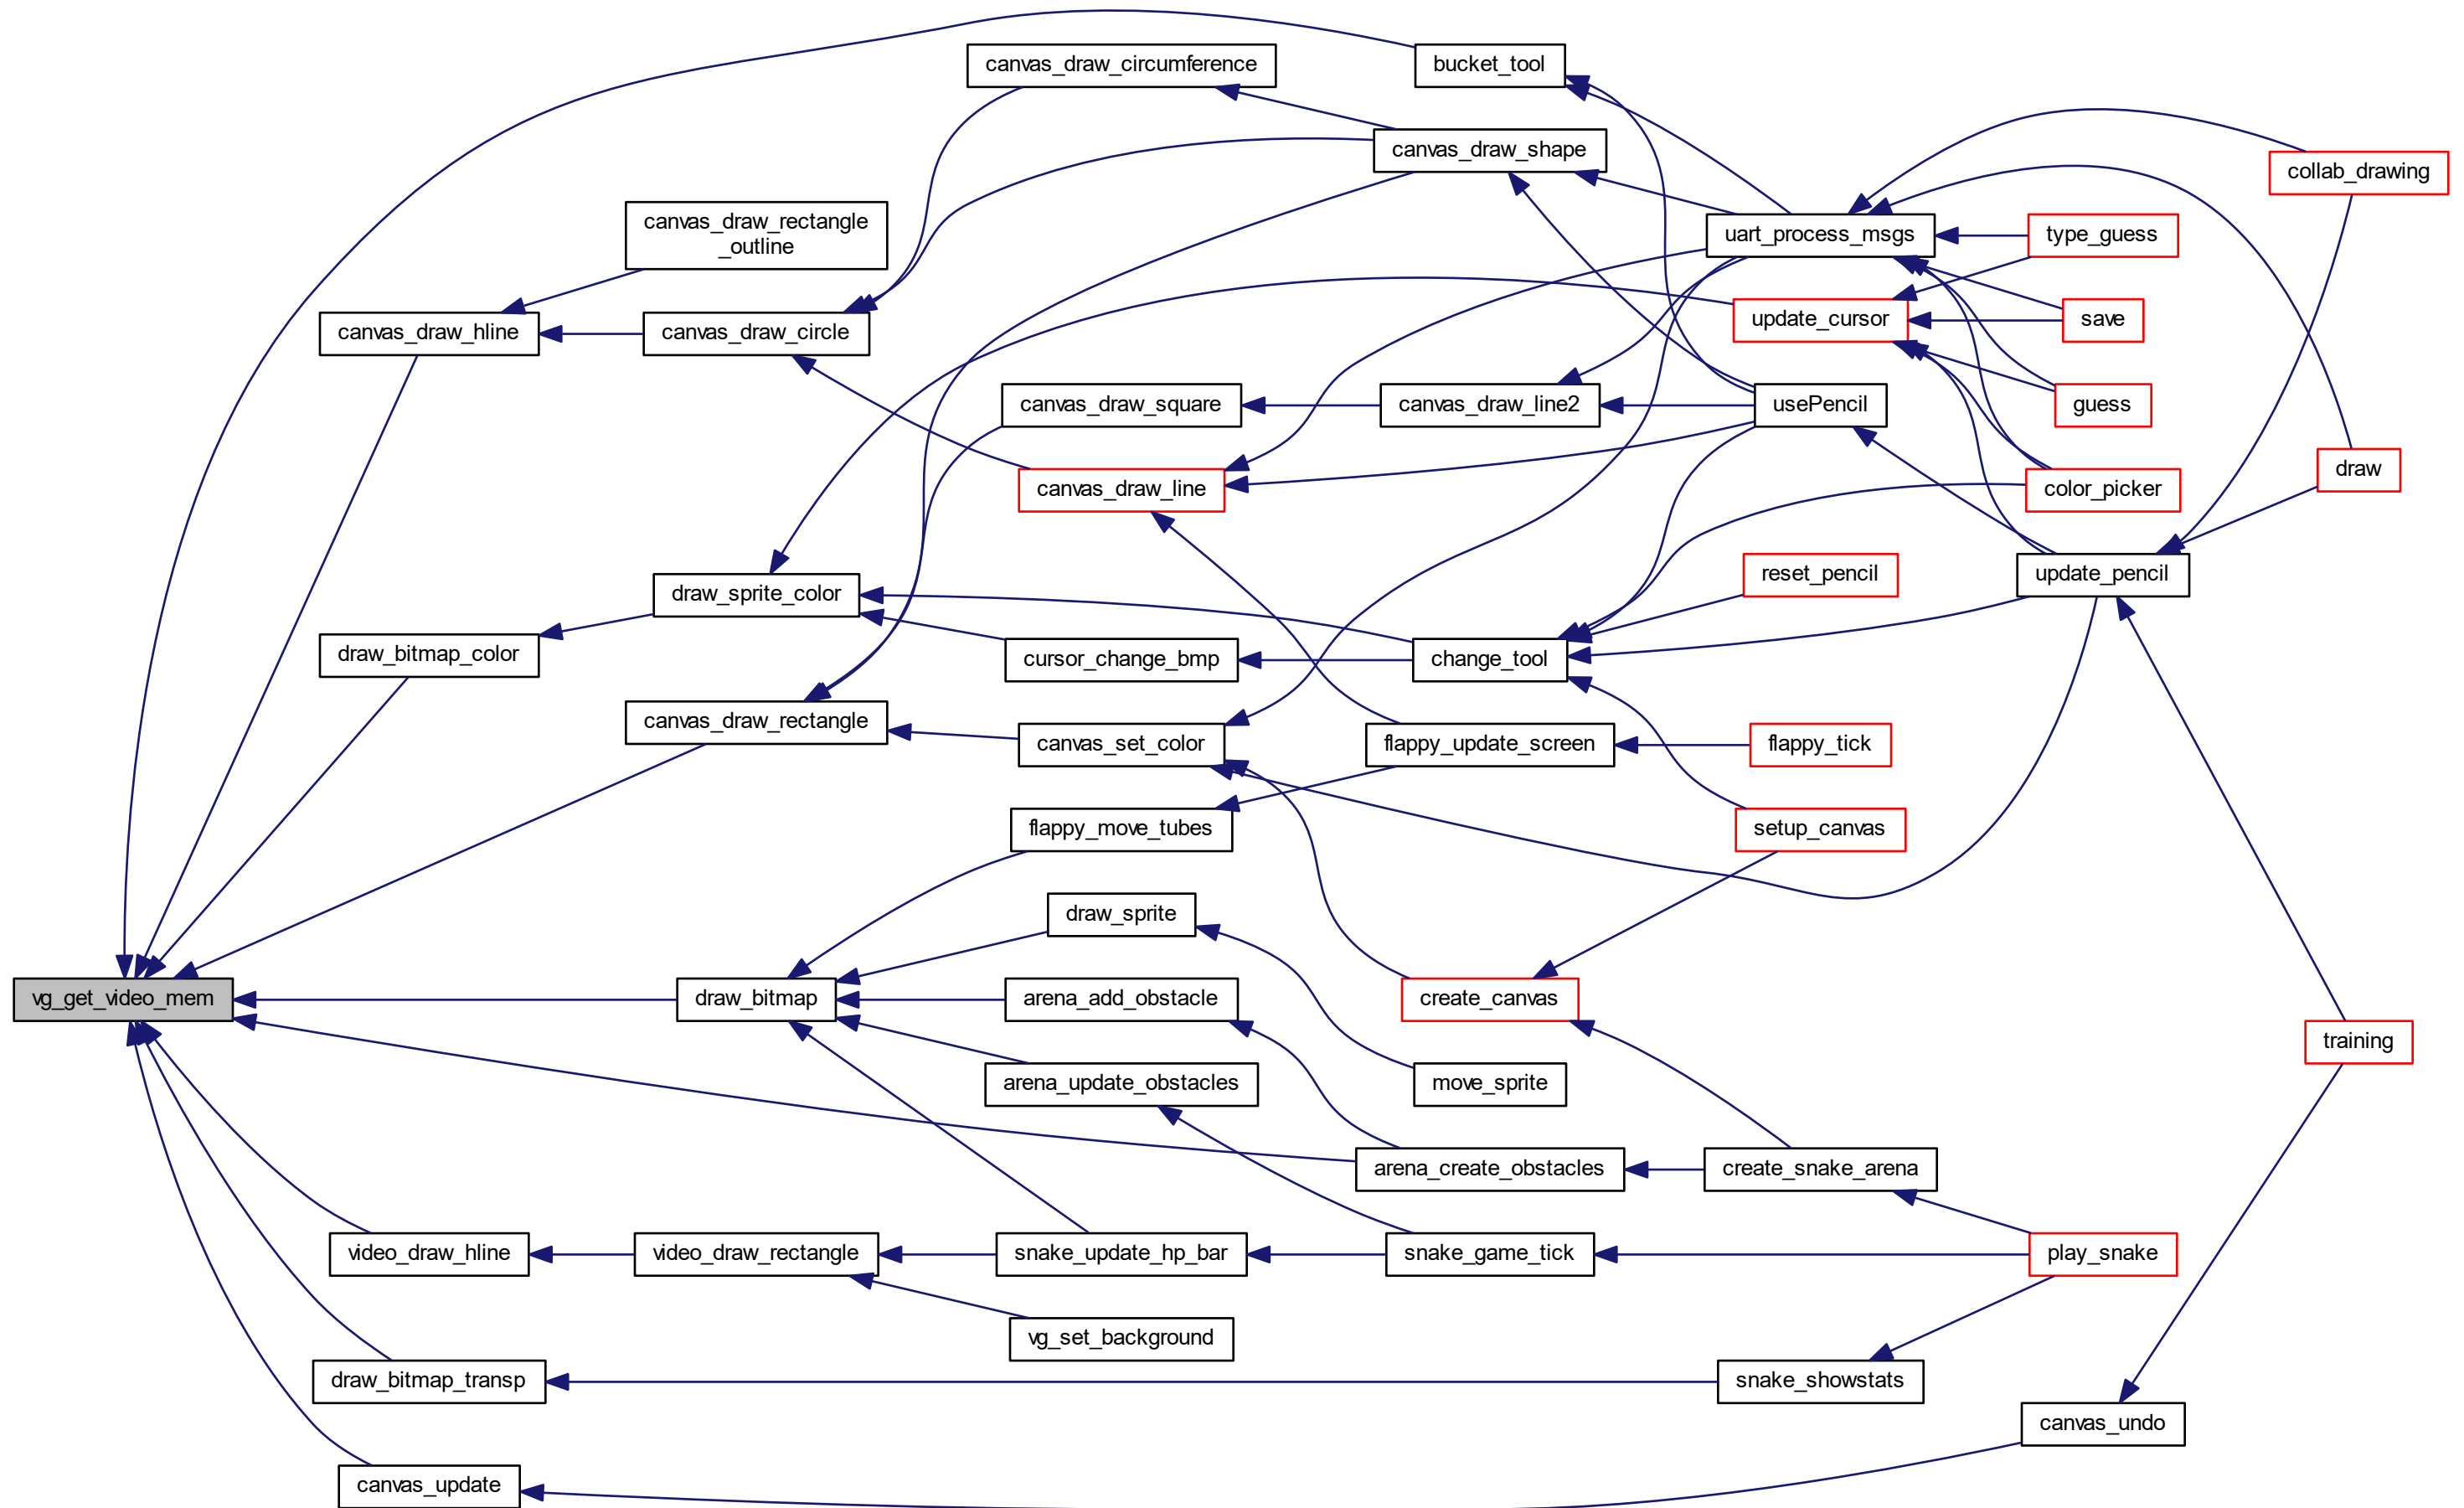 canvas_draw_circumference
bucket_tool
canvas_draw_shape
collab_drawing
canvas_draw_rectangle
_outline
uart_process_msgs
type_guess
canvas_draw_hline
canvas_draw_circle
update_cursor
save
canvas_draw_square
canvas_draw_line2
usePencil
guess
canvas_draw_line
color_picker
draw
draw_sprite_color
reset_pencil
update_pencil
draw_bitmap_color
cursor_change_bmp
change_tool
canvas_draw_rectangle
canvas_set_color
flappy_update_screen
flappy_tick
flappy_move_tubes
setup_canvas
draw_sprite
vg_get_video_mem
draw_bitmap
arena_add_obstacle
create_canvas
training
arena_update_obstacles
move_sprite
arena_create_obstacles
create_snake_arena
video_draw_hline
video_draw_rectangle
snake_update_hp_bar
snake_game_tick
play_snake
vg_set_background
draw_bitmap_transp
snake_showstats
canvas_undo
canvas_update